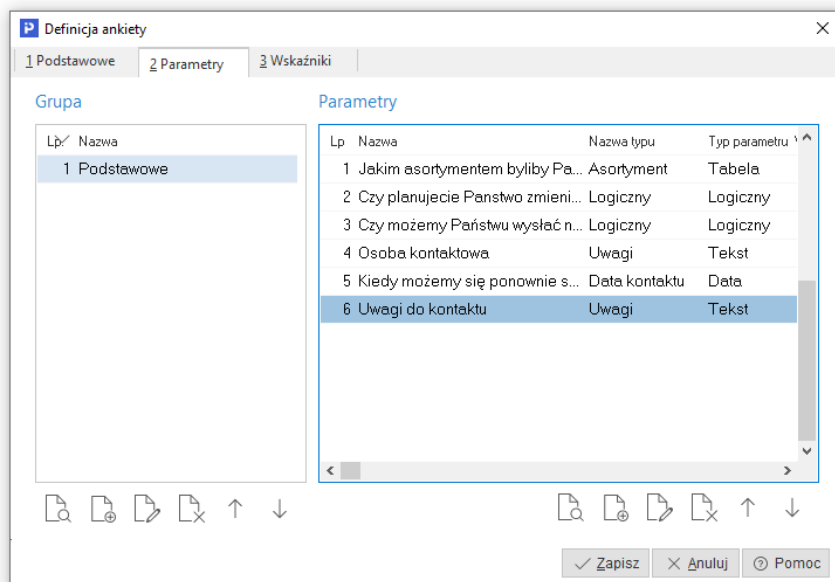 Definicja ankiety
1 Podstawowe 2 Parametry 3 Wskaźniki
Grupa Parametry
Lp Nazwa
1 Podstawowe
Lp Nazwa Nazwa typu Typ parametru
1 Jakim asortymentem byliby Pa... Asortyment Tabela
2 Czy planujecie Panstwo zmieni... Logiczny Logiczny
3 Czy możemy Państwu wysłać n... Logiczny Logiczny
4 Osoba kontaktowa Uwagi Tekst
5 Kiedy możemy się ponownie s... Data kontaktu Data
6 Uwagi do kontaktu Uwagi Tekst
Zapisz Anuluj Pomoc